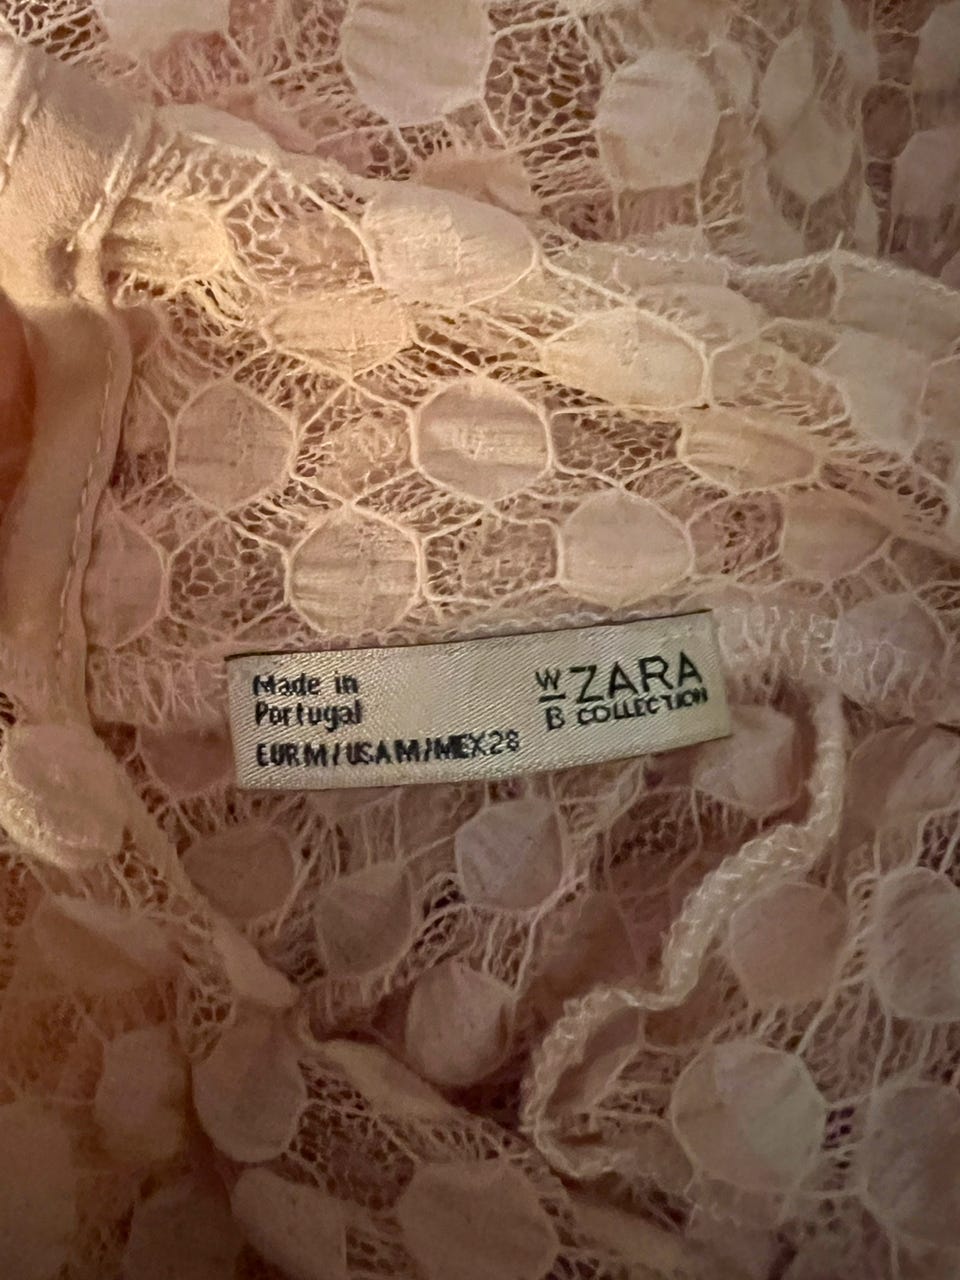 Made in
Portugal
EUR M / USA M / MEX 28
W
B
ZARA
COLLECTION